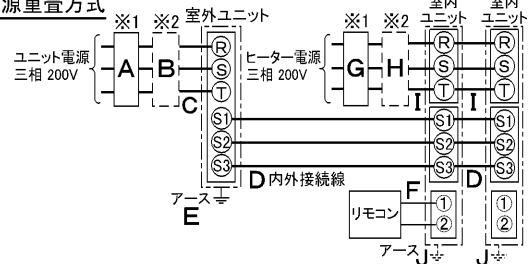 源重畳方式
※1 ※2 室外ユニット
※1 ※2
室内
ユニット
室内
ユニット
ユニット電源
三相 200V
A
B
C
R
S
T
S1
S2
S3
ヒーター電源
三相 200V
G
H
I
I
R
S
T
S1
S2
S3
R
S
T
S1
S2
S3
D 内外接続線
D
アース
E
F
リモコン
1
2
1
2
アース
J
J